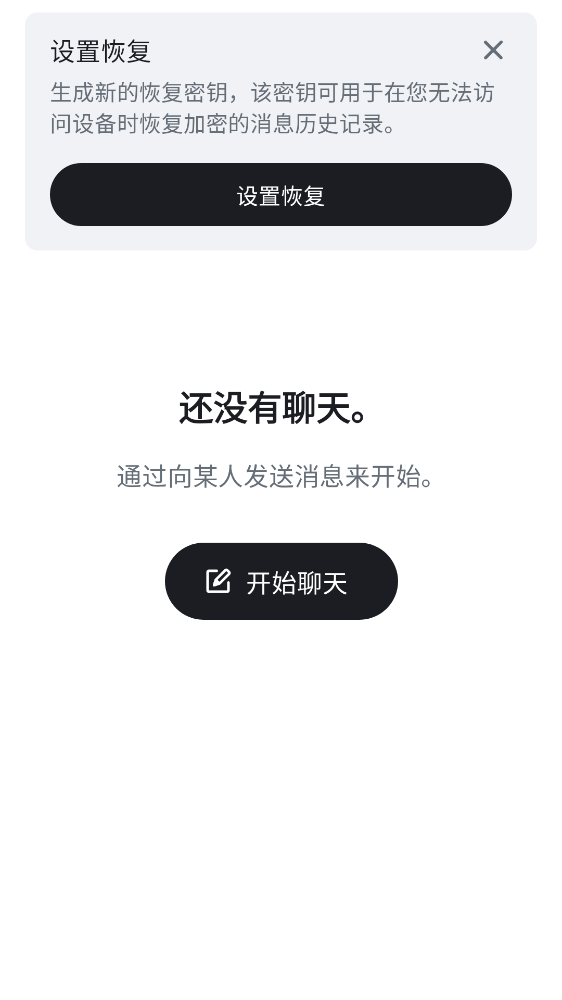 设置恢复
生成新的恢复密钥，该密钥可用于在您无法访
问设备时恢复加密的消息历史记录。
设置恢复
还没有聊天。
通过向某人发送消息来开始。
开始聊天